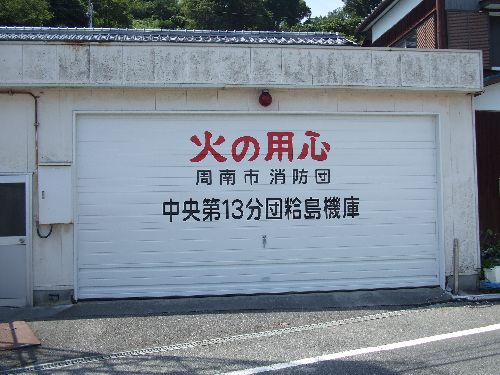 火の用心
周南市消防団
中央第13分団粭島機庫